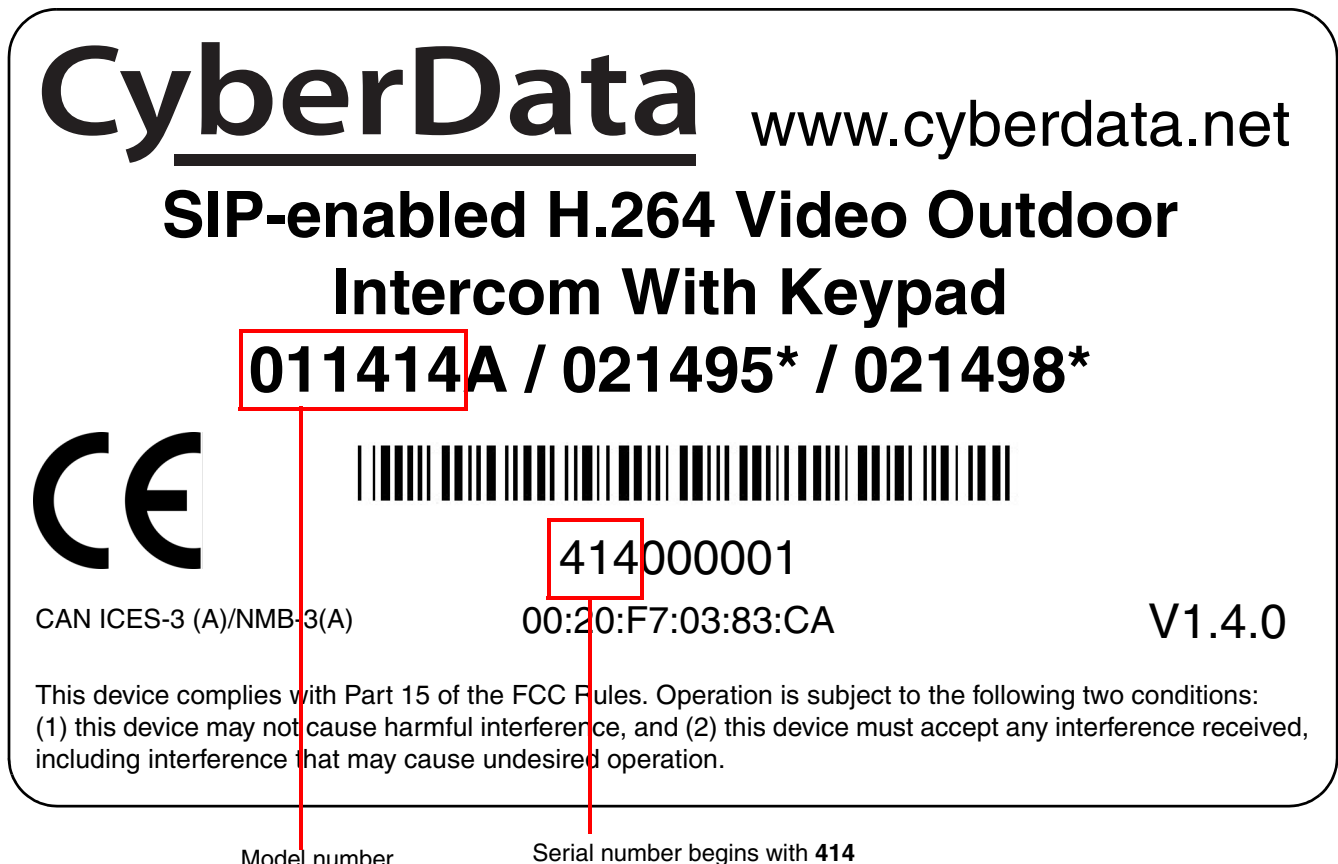 CyberData www.cyberdata.net
SIP-enabled H.264 Video Outdoor
Intercom With Keypad
011414A / 021495* / 021498*
CE
414000001
CAN ICES-3 (A)/NMB-3(A) 00:20:F7:03:83:CA V1.4.0
This device complies with Part 15 of the FCC Rules. Operation is subject to the following two conditions:
(1) this device may not cause harmful interference, and (2) this device must accept any interference received,
including interference that may cause undesired operation.
Model number Serial number begins with 414